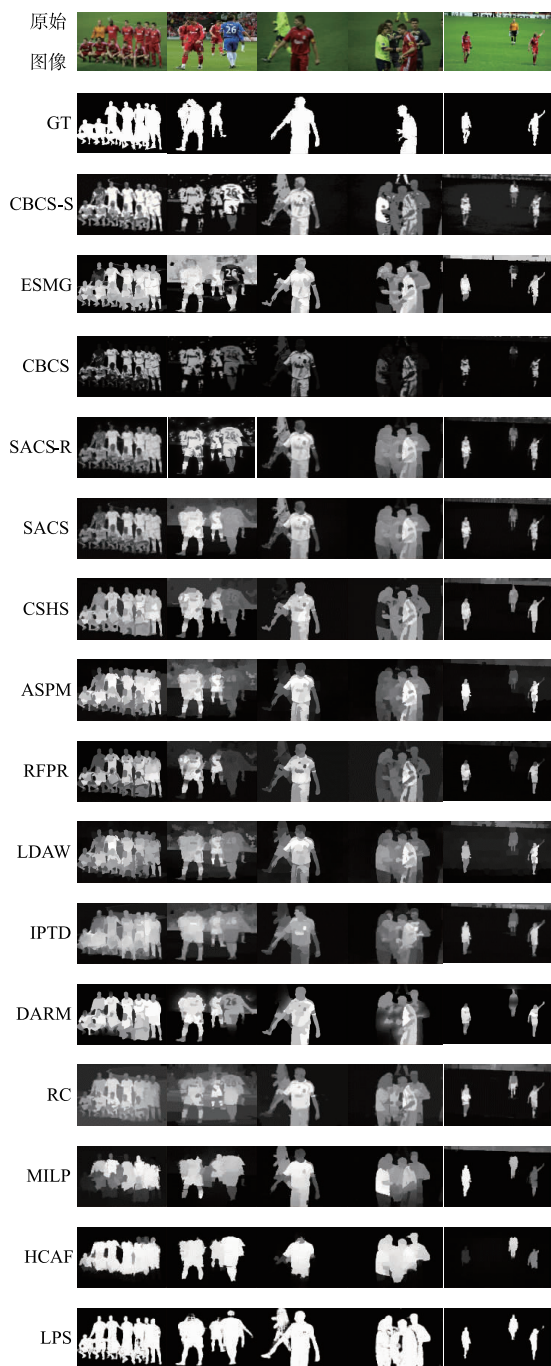 原始
图像
GT
CBCS-S
ESMG
CBCS
SACS-R
SACS
CSHS
ASPM
RFPR
LDAW
IPTD
DARM
RC
MILP
HCAF
LPS